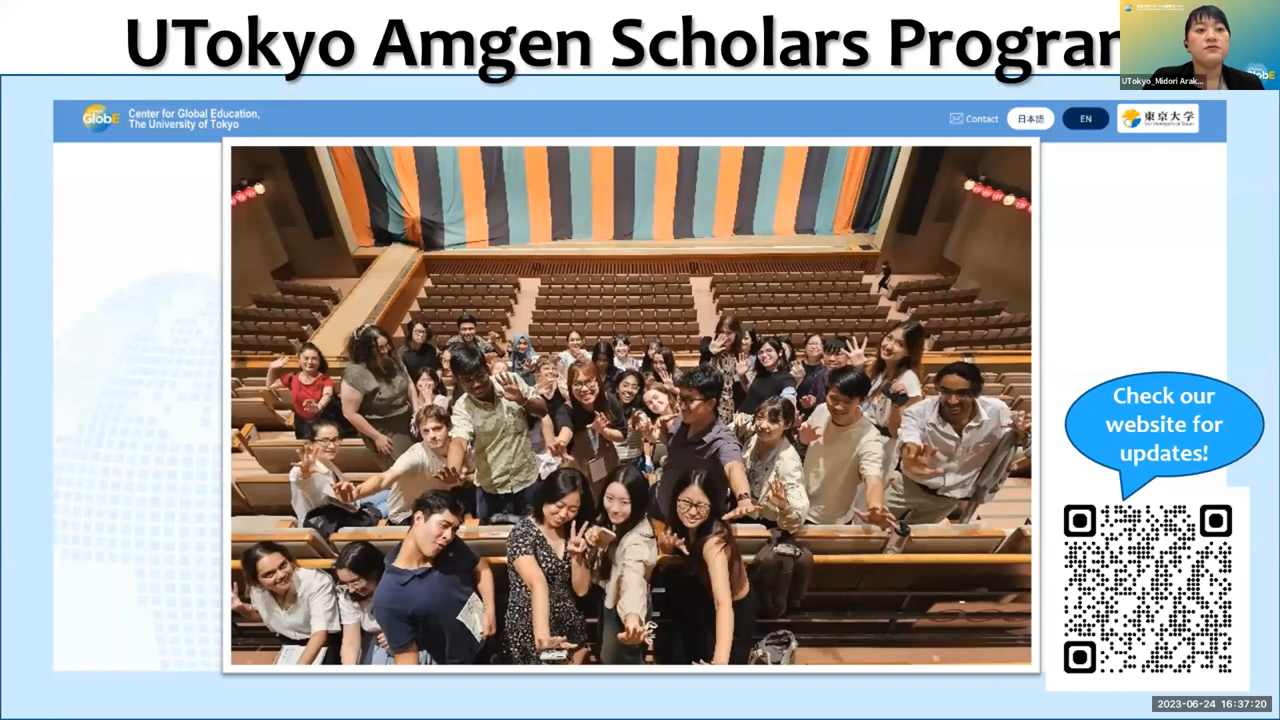 UTokyo Amgen Scholars Progra
UTokyo_Midori Arak...
GlobE
Center for Global Education,
The University of Tokyo
Contact
日本語
EN
東京大学
Check our
website for
updates!
2023-06-24 16:37:20